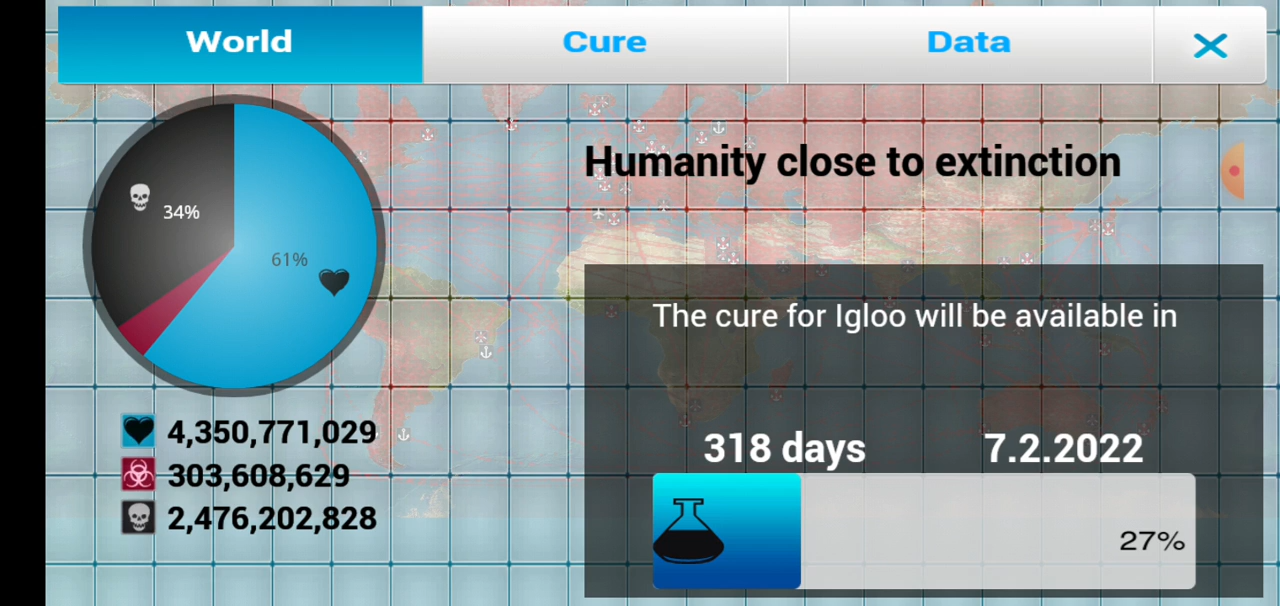 World
Cure
Data
Humanity close to extinction
34%
61%
The cure for Igloo will be available in
4,350,771,029
303,608,629
2,476,202,828
318 days
7.2.2022
27%